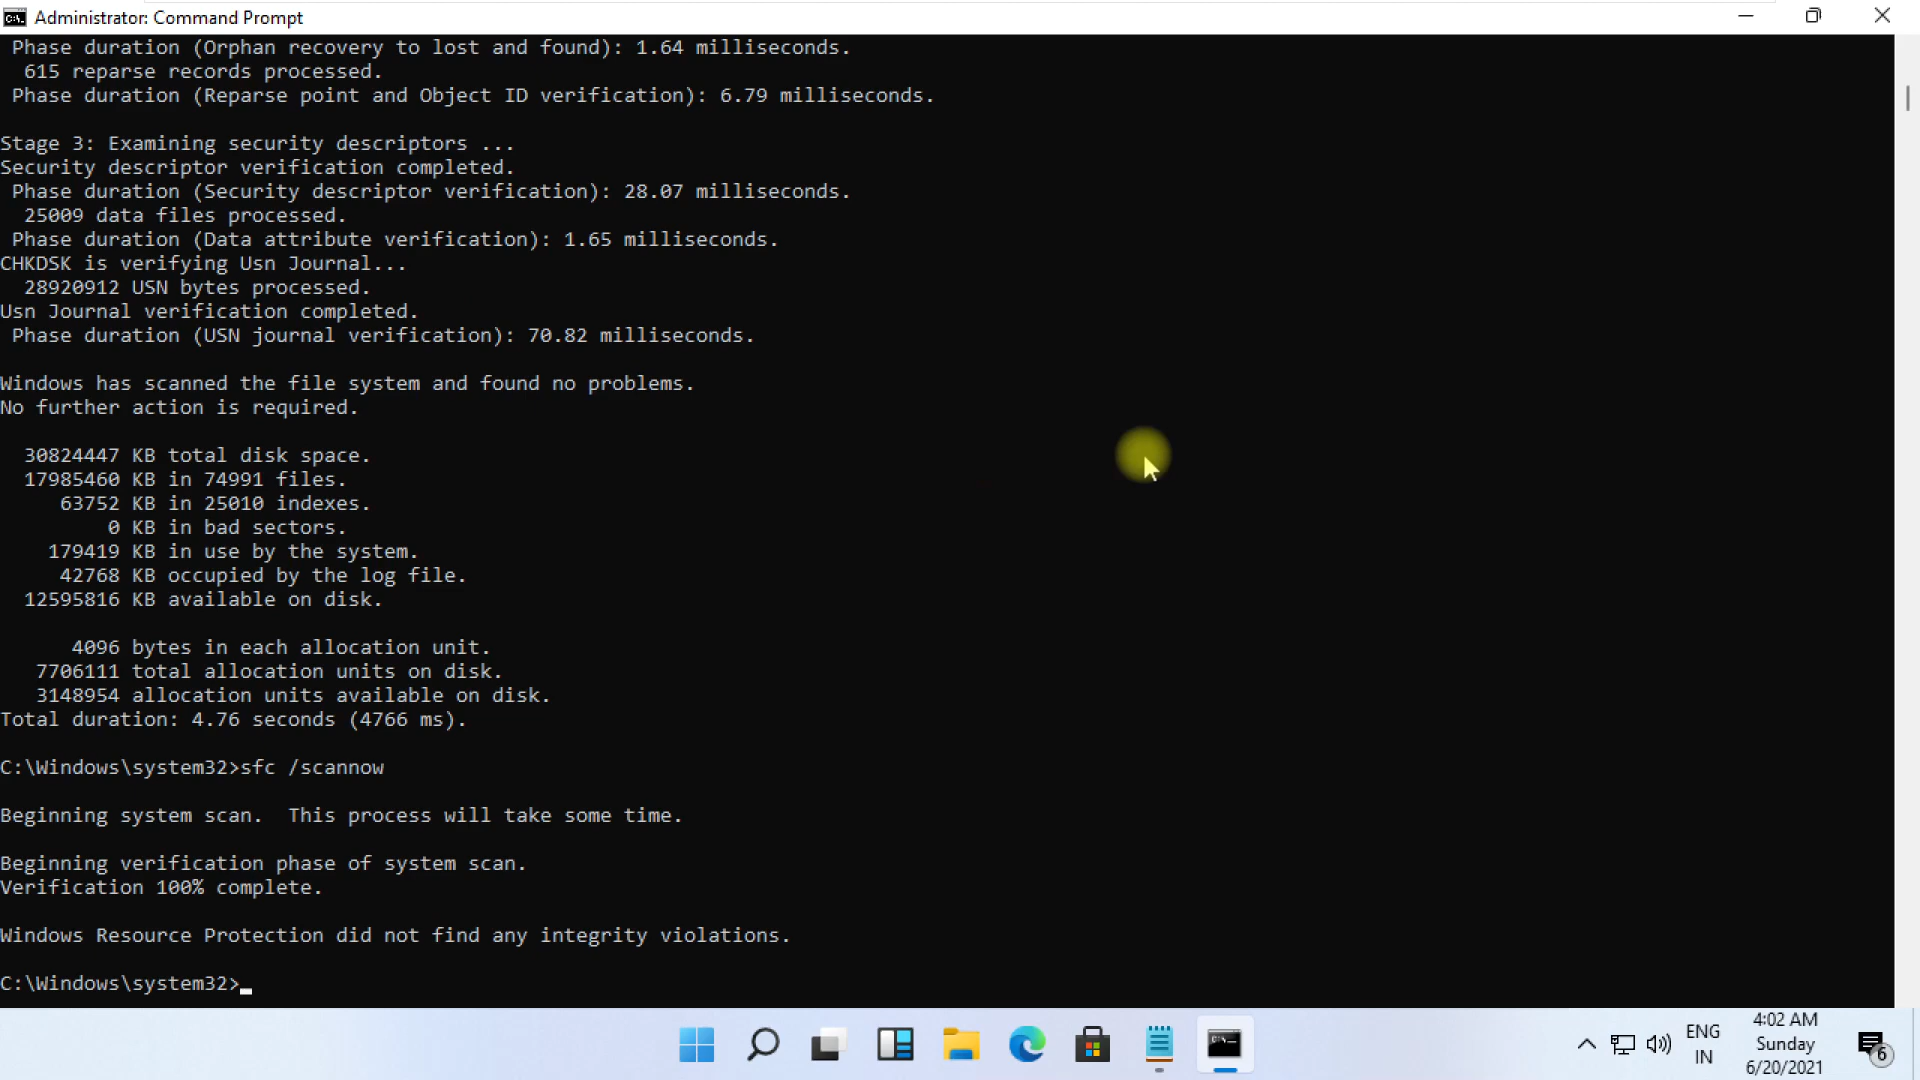 Administrator: Command Prompt
Phase duration (Orphan recovery to lost and found): 1.64 milliseconds.
615 reparse records processed.
Phase duration (Reparse point and Object ID verification): 6.79 milliseconds.
Stage 3: Examining security descriptors ...
Security descriptor verification completed.
Phase duration (Security descriptor verification): 28.07 milliseconds.
25009 data files processed.
Phase duration (Data attribute verification): 1.65 milliseconds.
CHKDSK is verifying Usn Journal...
28920912 USN bytes processed.
Usn Journal verification completed.
Phase duration (USN journal verification): 70.82 milliseconds.
Windows has scanned the file system and found no problems.
No further action is required.
30824447 KB total disk space.
17985460 KB in 74991 files.
63752 KB in 25010 indexes.
0 KB in bad sectors.
179419 KB in use by the system.
42768 KB occupied by the log file.
12595816 KB available on disk.
4096 bytes in each allocation unit.
7706111 total allocation units on disk.
3148954 allocation units available on disk.
Total duration: 4.76 seconds (4766 ms).
C:\Windows\system32>sfc /scannow
Beginning system scan.  This process will take some time.
Beginning verification phase of system scan.
Verification 100% complete.
Windows Resource Protection did not find any integrity violations.
C:\Windows\system32>_
ENG
IN
4:02 AM
Sunday
6/20/2021
6